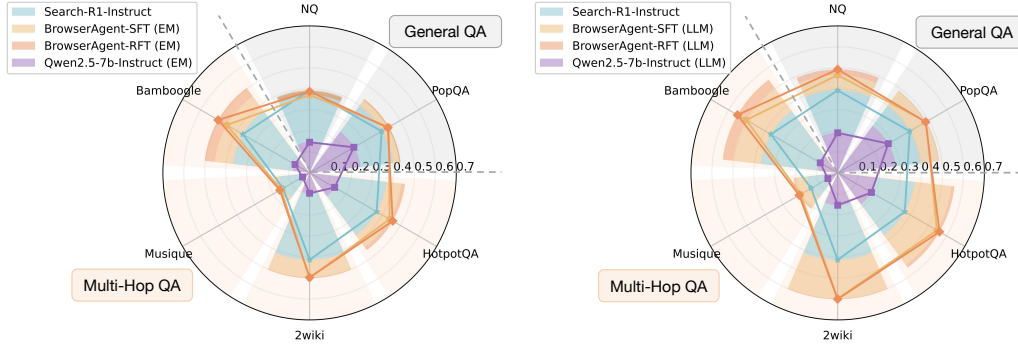 Search-R1-Instruct
BrowserAgent-SFT (EM)
BrowserAgent-RFT (EM)
Qwen2.5-7b-Instruct (EM)
NQ
General QA
Bamboogle
PopQA
0.1 0.2 0.3 0.4 0.5 0.6 0.7
Musique
HotpotQA
Multi-Hop QA
2wiki
Search-R1-Instruct
BrowserAgent-SFT (LLM)
BrowserAgent-RFT (LLM)
Qwen2.5-7b-Instruct (LLM)
NQ
General QA
Bamboogle
PopQA
0.1 0.2 0.3 0.4 0.5 0.6 0.7
Musique
HotpotQA
Multi-Hop QA
2wiki